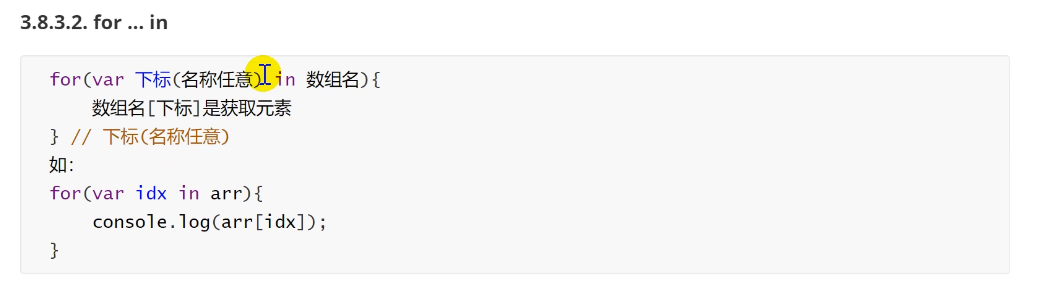 3.8.3.2. for ... in
for(var 下标(名称任意) in 数组名){
数组名[下标]是获取元素
} // 下标(名称任意)
如:
for(var idx in arr){
console.log(arr[idx]);
}